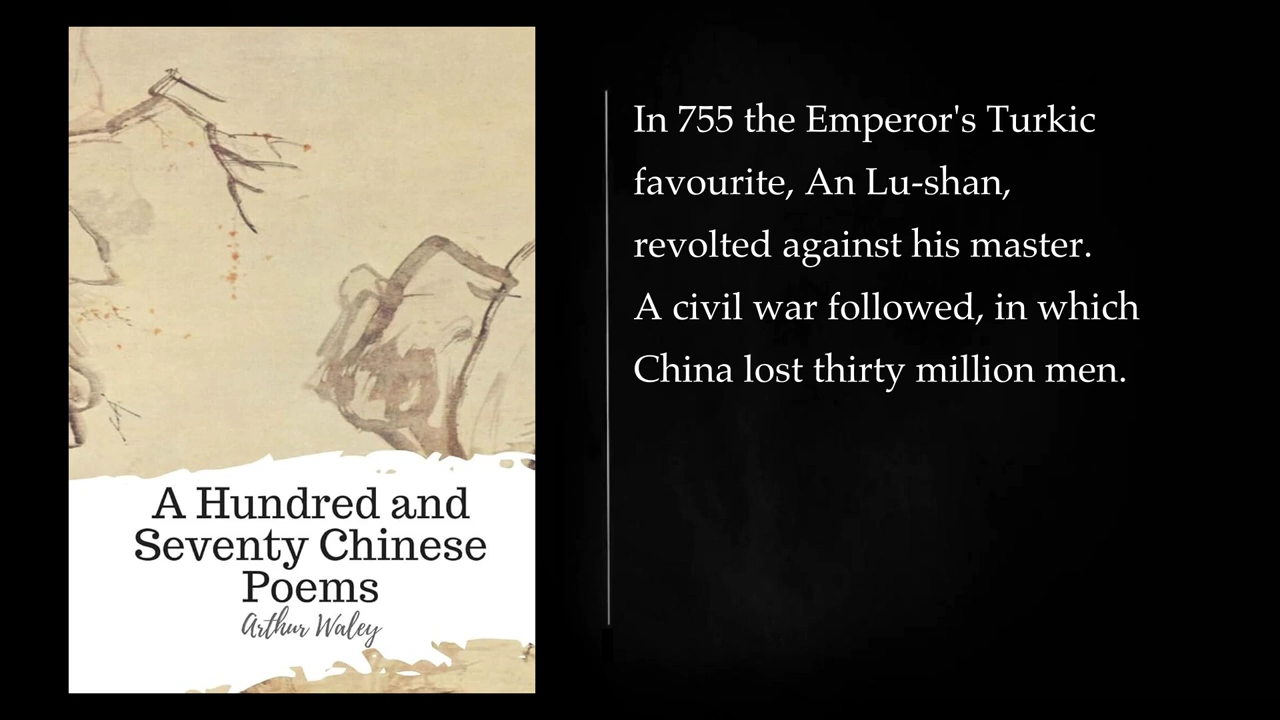 A Hundred and
Seventy Chinese
Poems
Arthur Waley
In 755 the Emperor's Turkic
favourite, An Lu-shan,
revolted against his master.
A civil war followed, in which
China lost thirty million men.